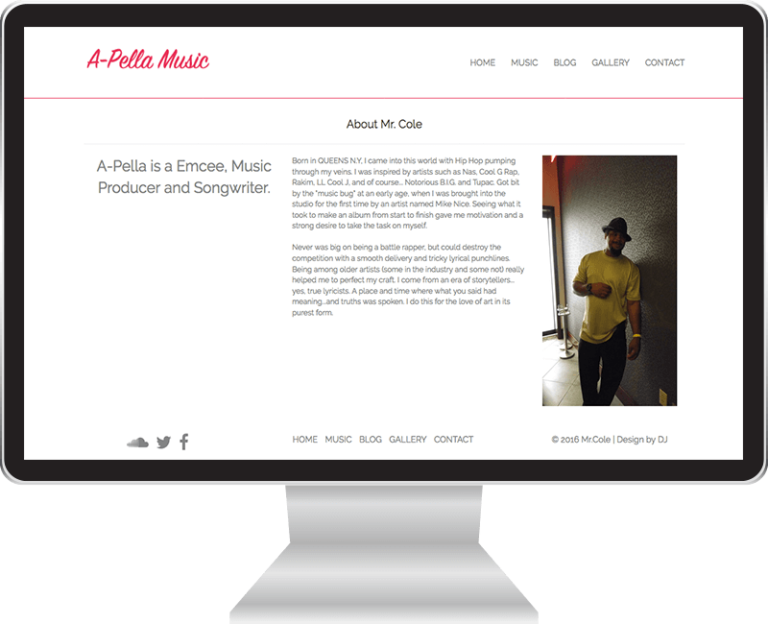 A-Pella Music
HOME MUSIC BLOG GALLERY CONTACT
About Mr. Cole
A-Pella is a Emcee, Music
Producer and Songwriter.
Born in QUEENS N.Y, I came into this world with Hip Hop pumping
through my veins. I was inspired by artists such as Nas, Cool G Rap,
Rakim, LL Cool J, and of course... Notorious B.I.G. and Tupac. Got bit
by the "music bug" at an early age, when I was brought into the
studio for the first time by an artist named Mike Nice. Seeing what it
took to make an album from start to finish gave me motivation and a
strong desire to take the task on myself.
Never was big on being a battle rapper, but could destroy the
competition with a smooth delivery and tricky lyrical punchlines.
Being among older artists (some in the industry and some not) really
helped me to perfect my craft. I come from an era of storytellers...
yes, true lyricists. A place and time where what you said had
meaning...and truths was spoken. I do this for the love of art in its
purest form.
HOME MUSIC BLOG GALLERY CONTACT
© 2016 Mr.Cole | Design by DJ